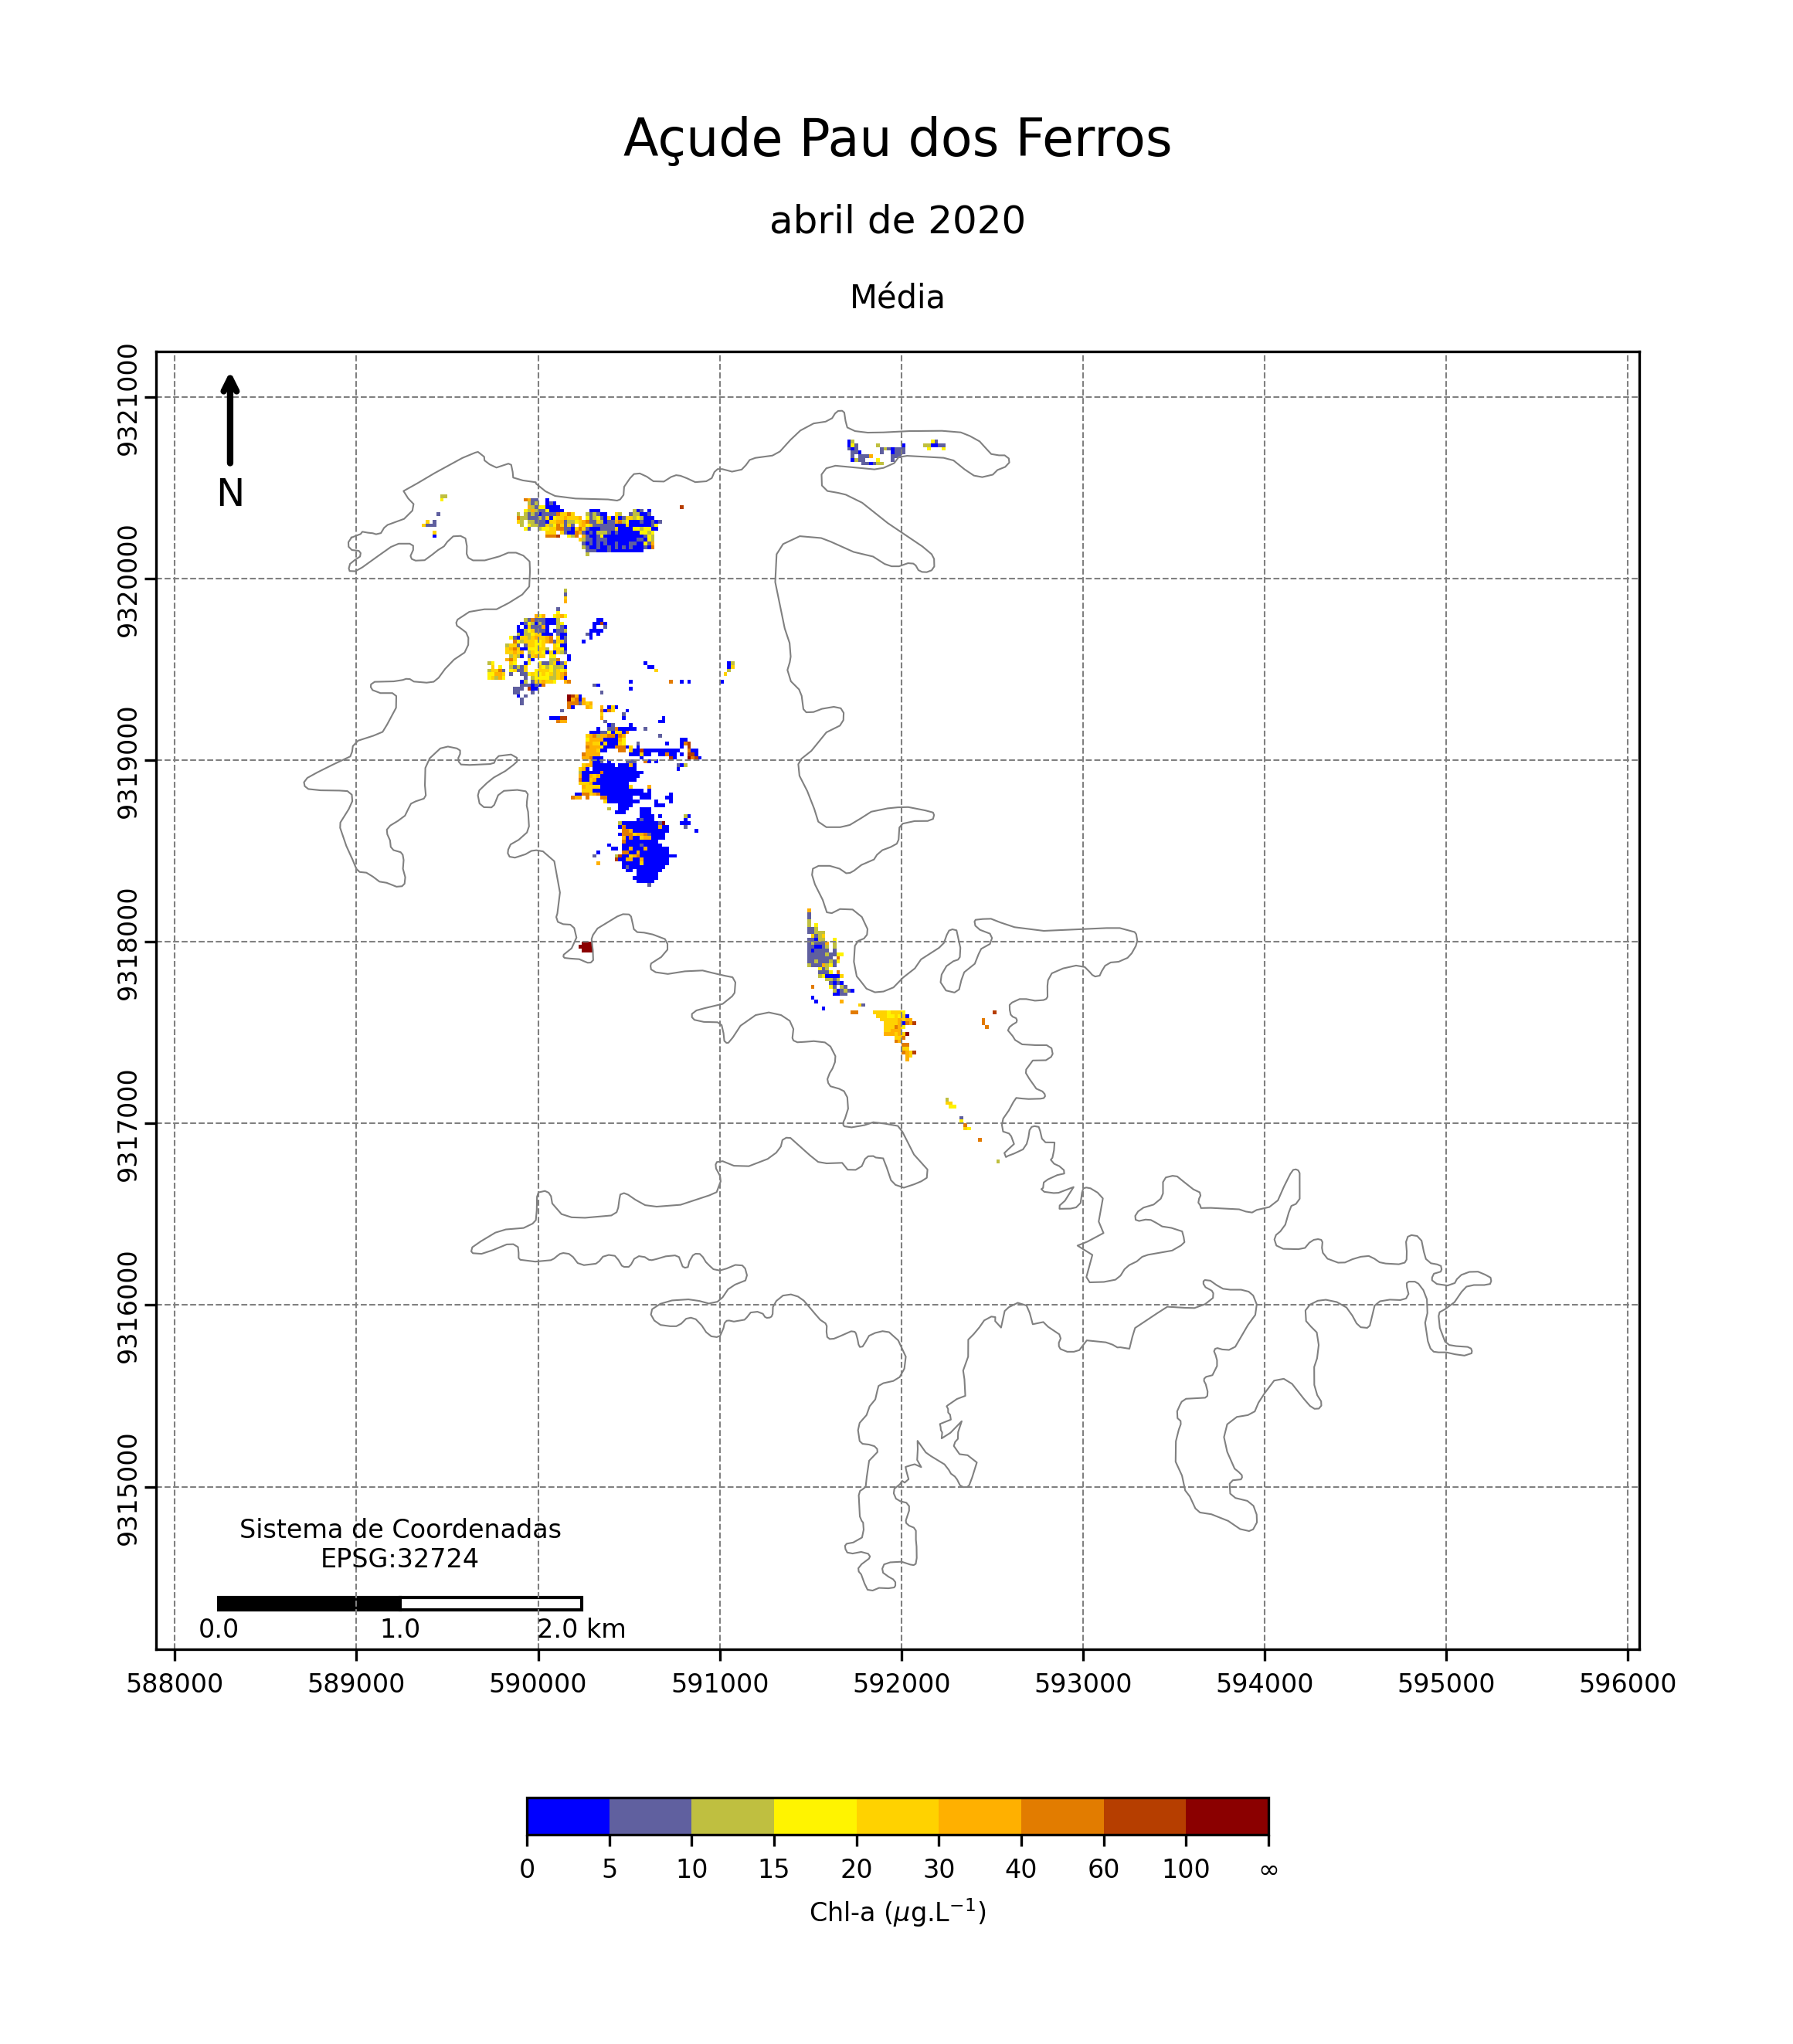 Açude Pau dos Ferros
abril de 2020
Média
9321000
9320000
9319000
9318000
9317000
9316000
9315000
N
Sistema de Coordenadas
EPSG:32724
0.0 1.0 2.0 km
588000 589000 590000 591000 592000 593000 594000 595000 596000
0 5 10 15 20 30 40 60 100 ∞
Chl-a (μg.L⁻¹)